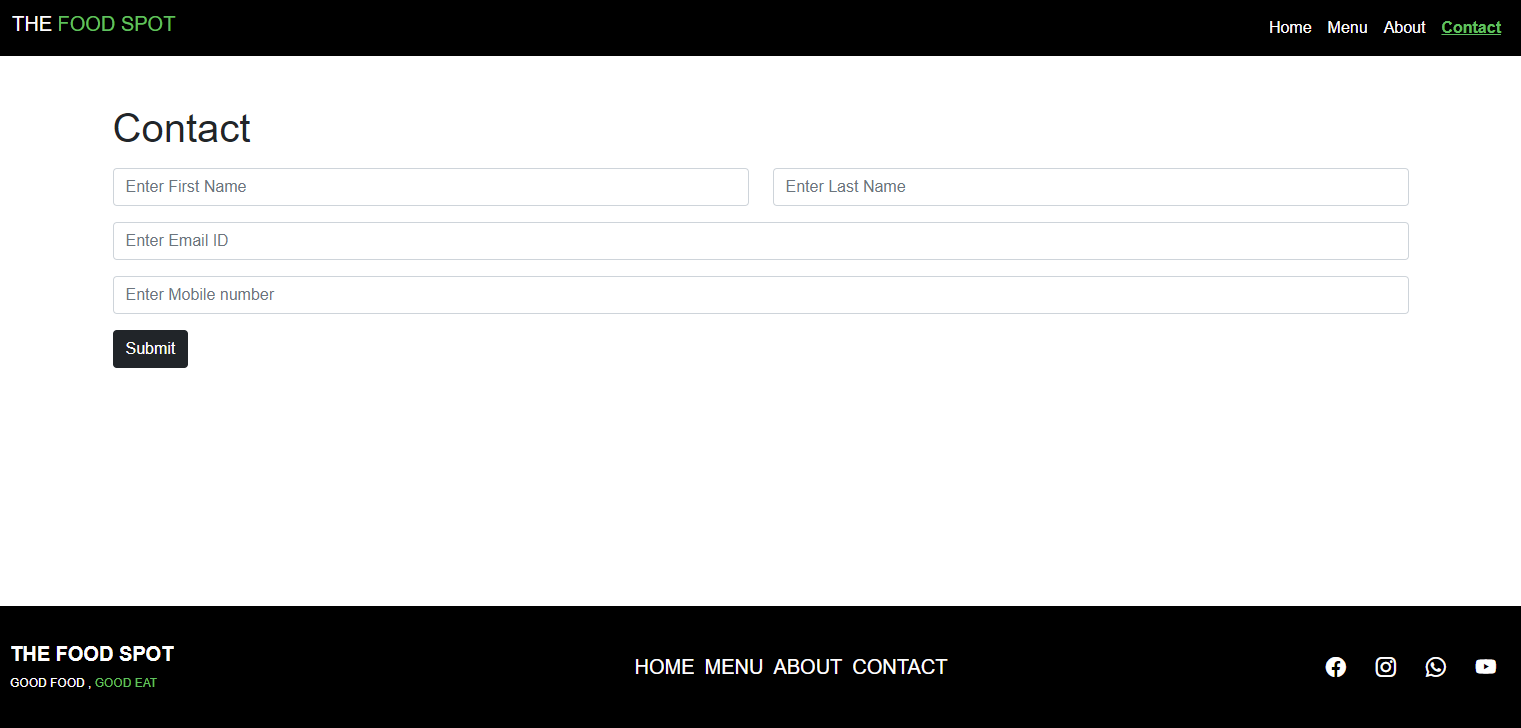 THE FOOD SPOT
Home Menu About Contact
Contact
Enter First Name
Enter Last Name
Enter Email ID
Enter Mobile number
Submit
THE FOOD SPOT
GOOD FOOD , GOOD EAT
HOME MENU ABOUT CONTACT